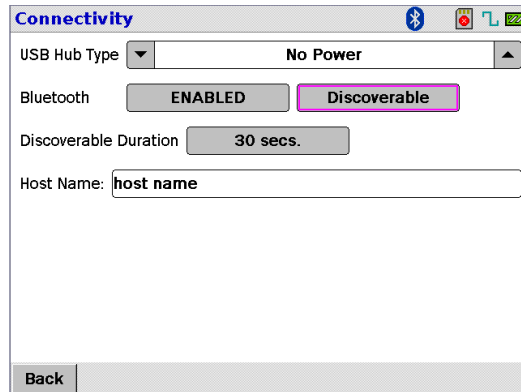 Connectivity
USB Hub Type No Power
Bluetooth ENABLED Discoverable
Discoverable Duration 30 secs.
Host Name: host name
Back